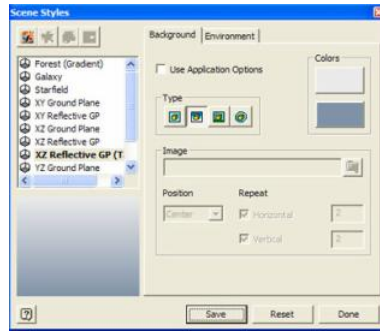 Scene Styles
Background
Environment
Forest (Gradient)
Galaxy
Starfield
XY Ground Plane
XY Reflective GP
XZ Ground Plane
XZ Reflective GP
XZ Reflective GP (T
YZ Ground Plane
Use Application Options
Colors
Type
Image
Position
Repeat
Center
Horizontal
2
Vertical
2
Save
Reset
Done